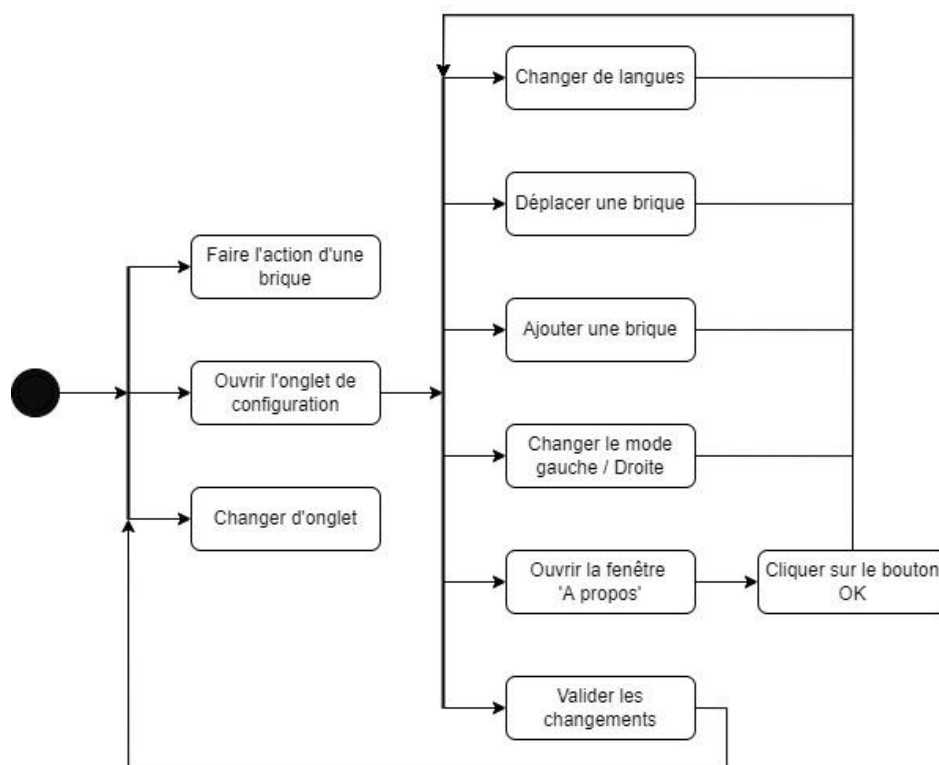 Changer de langues
Déplacer une brique
Faire l'action d'une
brique
Ajouter une brique
Ouvrir l'onglet de
configuration
Changer le mode
gauche / Droite
Changer d'onglet
Ouvrir la fenêtre
'A propos'
Cliquer sur le bouton
OK
Valider les
changements